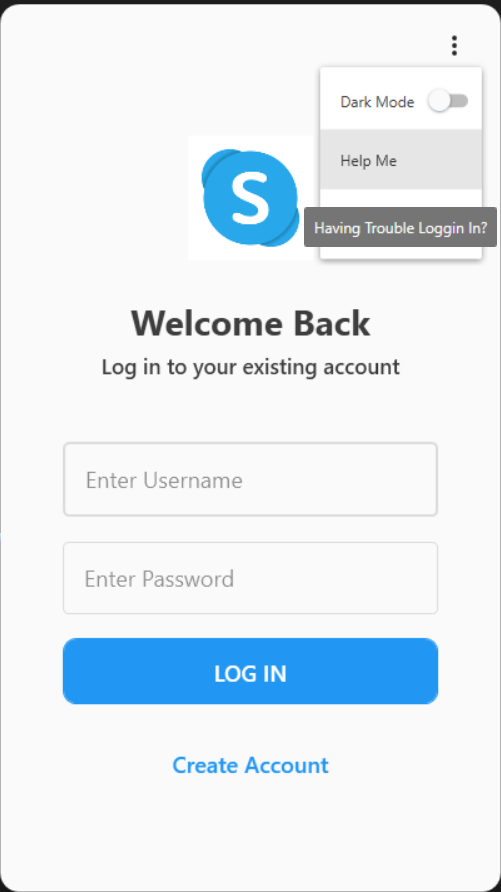 Dark Mode
Help Me
S
Having Trouble Loggin In?
Welcome Back
Log in to your existing account
Enter Username
Enter Password
LOG IN
Create Account